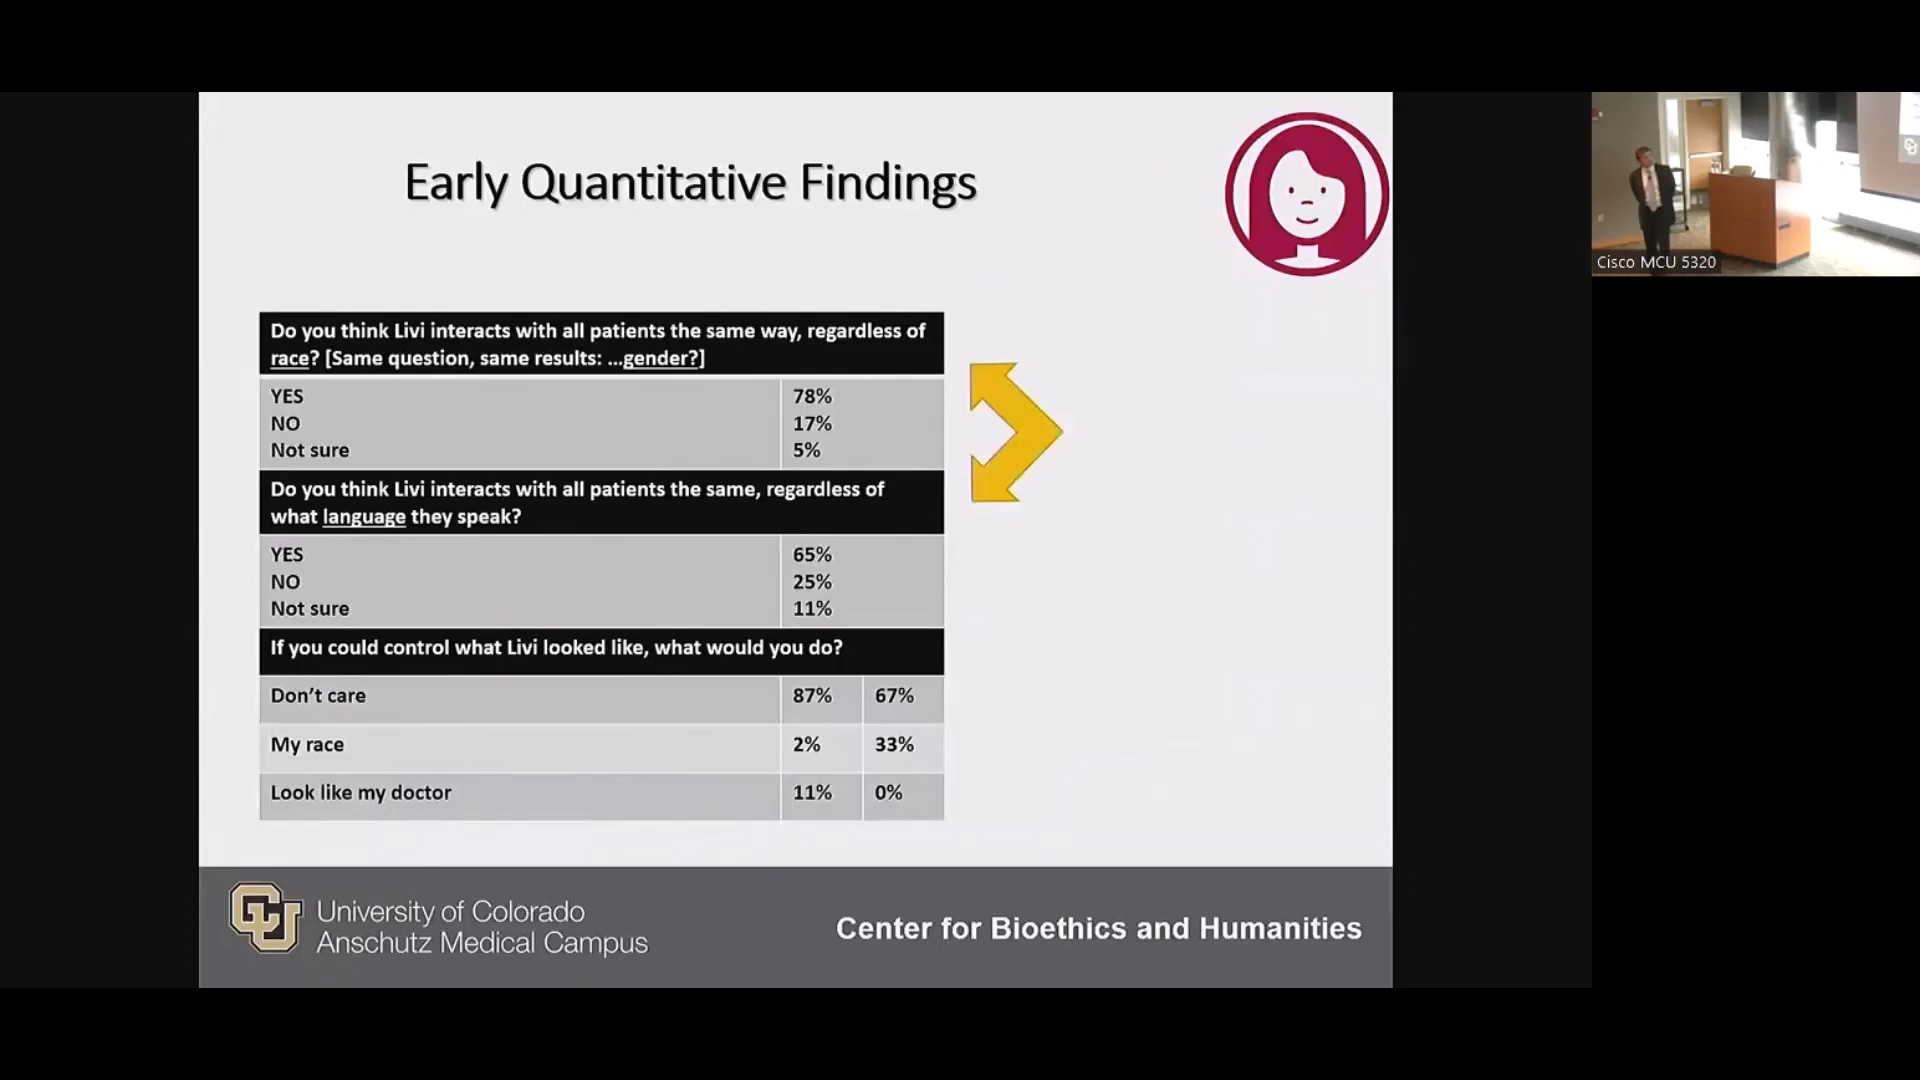 Early Quantitative Findings
Do you think Livi interacts with all patients the same way, regardless of
race? [Same question, same results: ...gender?]
YES 78%
NO 17%
Not sure 5%
Do you think Livi interacts with all patients the same, regardless of
what language they speak?
YES 65%
NO 25%
Not sure 11%
If you could control what Livi looked like, what would you do?
Don't care 87% 67%
My race 2% 33%
Look like my doctor 11% 0%
University of Colorado
Anschutz Medical Campus
Center for Bioethics and Humanities
Cisco MCU 5320